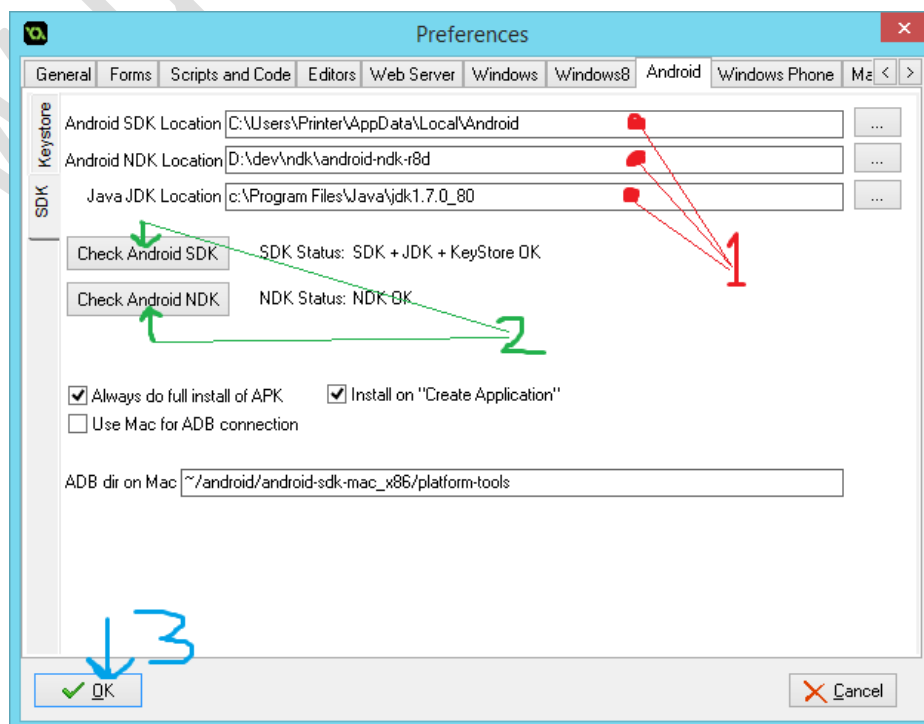 Preferences
General Forms Scripts and Code Editors Web Server Windows Windows8 Android Windows Phone Ma
Keystore
SDK
Android SDK Location C:\Users\Printer\AppData\Local\Android ...
Android NDK Location D:\dev\ndk\android-ndk-r8d ...
Java JDK Location c:\Program Files\Java\jdk1.7.0_80 ...
1
Check Android SDK SDK Status: SDK + JDK + KeyStore OK
Check Android NDK NDK Status: NDK OK
2
Always do full install of APK Install on "Create Application"
Use Mac for ADB connection
ADB dir on Mac ~/android/android-sdk-mac_x86/platform-tools
3
OK Cancel